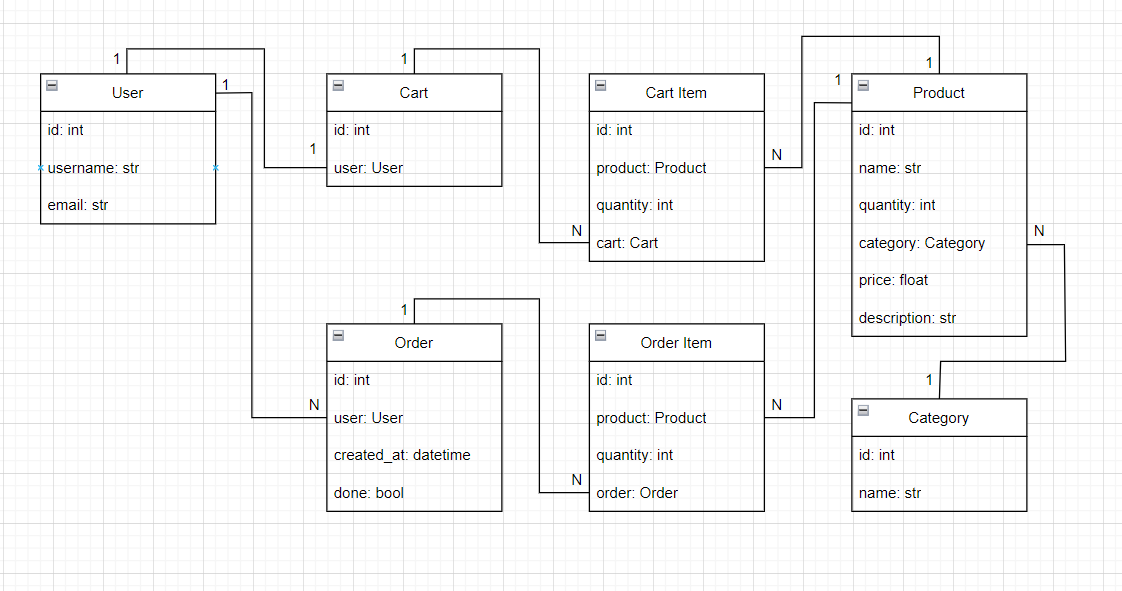 1
User
id: int
username: str
email: str
1
1
1
Cart
id: int
user: User
Cart Item
id: int
product: Product
quantity: int
cart: Cart
N
N
1
1
Product
id: int
name: str
quantity: int
category: Category
price: float
description: str
N
1
Order
id: int
user: User
created_at: datetime
done: bool
N
Order Item
id: int
product: Product
quantity: int
order: Order
N
N
1
Category
id: int
name: str